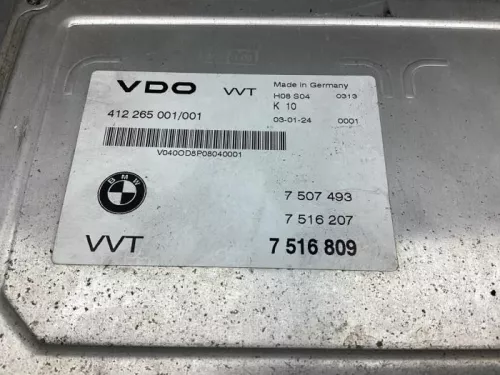 VDO VVT Made in Germany
H08 S04 0313
K 10
412 265 001/001 03-01-24 0001
BMW
7 507 493
7 516 207
VVT 7 516 809